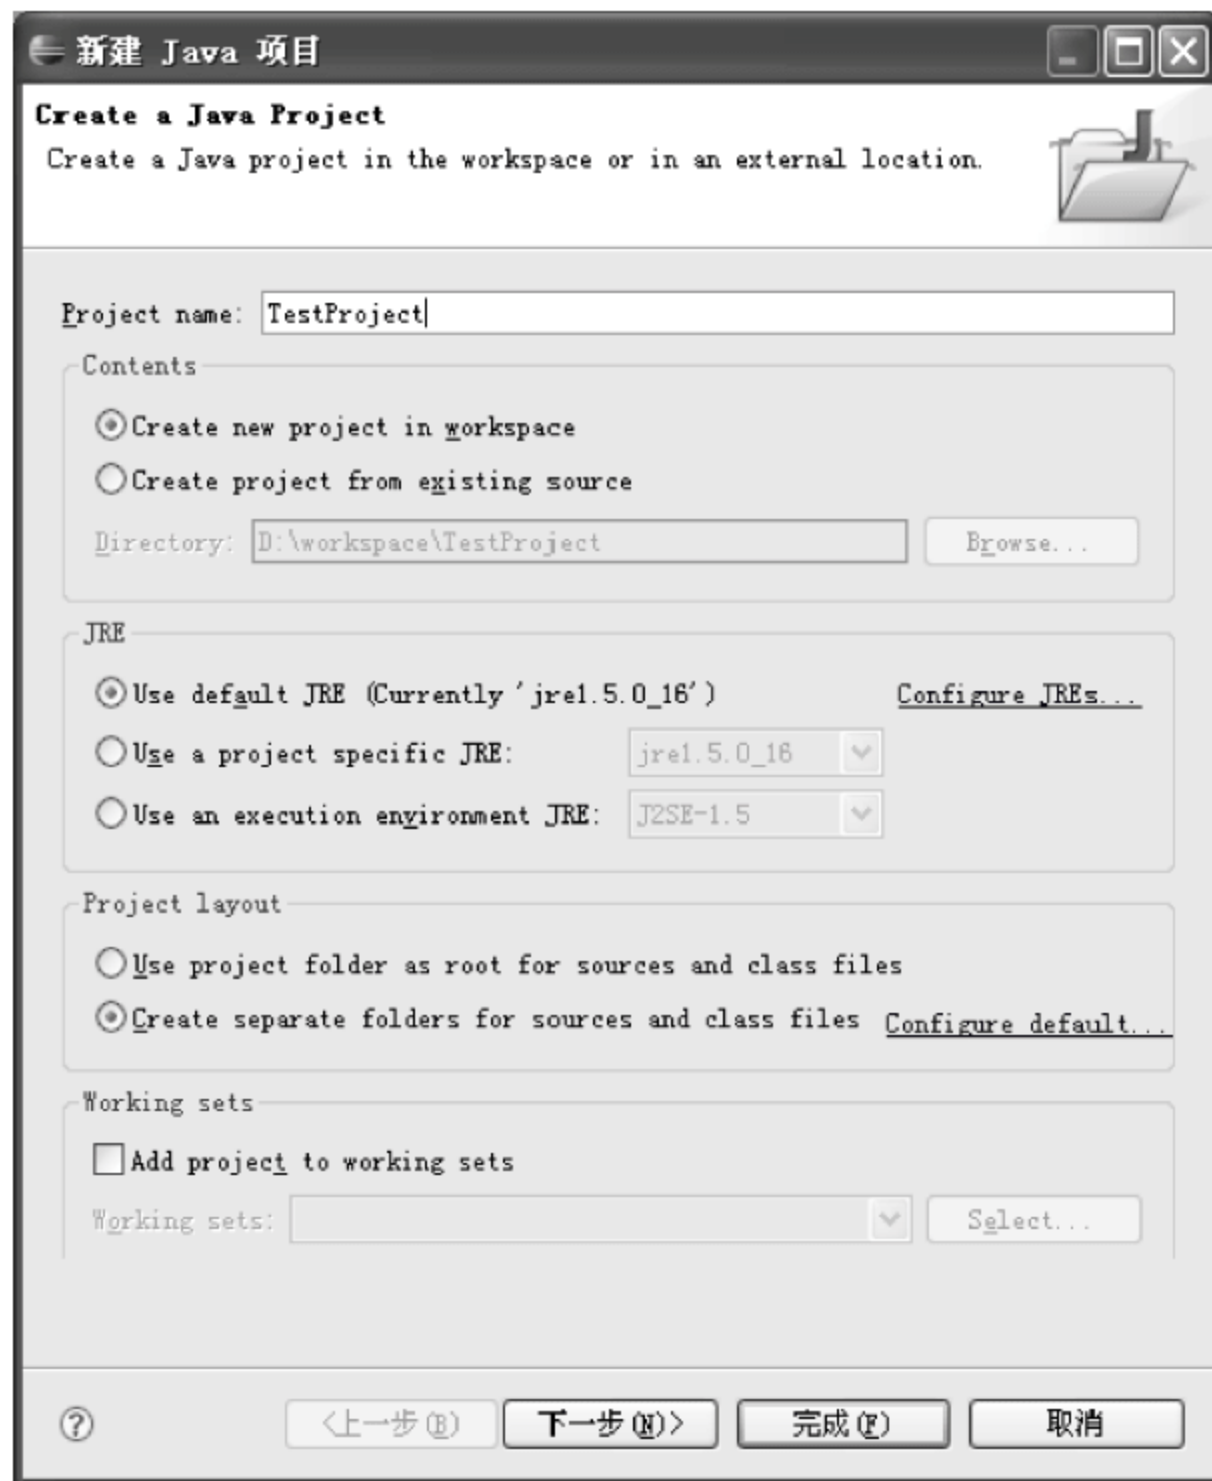 新建 Java 项目
Create a Java Project
Create a Java project in the workspace or in an external location.
Project name: TestProject
Contents
Create new project in workspace
Create project from existing source
Directory: D:\workspace\TestProject Browse...
JRE
Use default JRE (Currently 'jre1.5.0_16') Configure JREs...
Use a project specific JRE: jre1.5.0_16
Use an execution environment JRE: J2SE-1.5
Project layout
Use project folder as root for sources and class files
Create separate folders for sources and class files Configure default...
Working sets
Add project to working sets
Working sets: Select...
<上一步(B) 下一步(N)> 完成(F) 取消